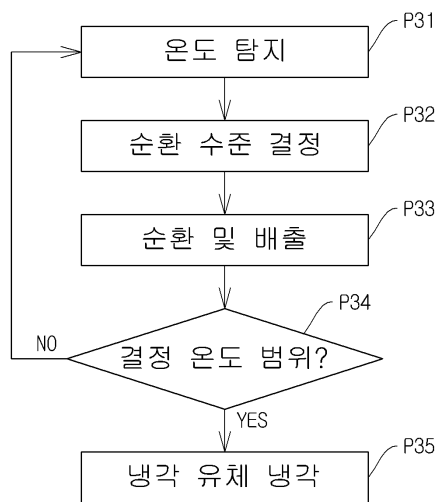 온도 탐지
P31
순환 수준 결정
P32
순환 및 배출
P33
결정 온도 범위?
P34
NO
YES
냉각 유체 냉각
P35